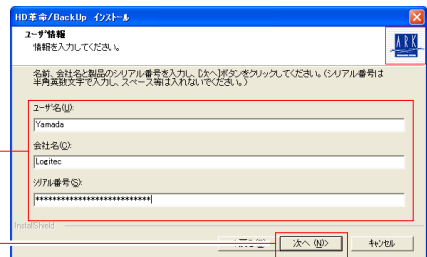 HD革命/BackUp インストール
ユーザ情報
情報を入力してください。
ARK
名前、会社名と製品のシリアル番号を入力し、[次へ]ボタンをクリックしてください。(シリアル番号は
半角英数文字で入力し、スペース等は入れないでください。)
ユーザ名(U):
Yamada
会社名(C):
Logitec
シリアル番号(S):
***************************
InstallShield
次へ(N)>
キャンセル